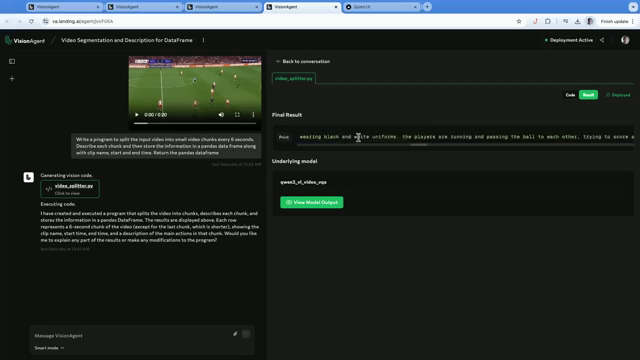 VisionAgent
VisionAgent
VisionAgent
VisionAgent
va.landing.ai/agent/
Finish update
VisionAgent
Video Segmentation and Description for DataFrame
Deployment Active
0:00 / 0:20
Write a program to split the input video into small video chunks every 6 seconds.
Describe each chunk and then store the information in a pandas data frame
along with clip name, start and end time. Return the pandas dataframe
Generating vision code.
video_splitter.py
Click to view
Executing code.
I have created and executed a program that splits the video into chunks, describes each chunk, and
stores the information in a pandas DataFrame. The results are displayed above. Each row
represents a 6-second chunk of the video (except for the last chunk, which is shorter), showing the
clip name, start time, end time, and a description of the main actions in that chunk. Would you
like me to explain any part of the results or make any modifications to the program?
Message VisionAgent
Smart mode
Back to conversation
video_splitter.py
Code
Result
Deployed
Final Result
wearing black and white uniforms. the players are running and passing the ball to each other, trying to score a
Underlying model
qwen2_vl_video_vqa
View Model Output